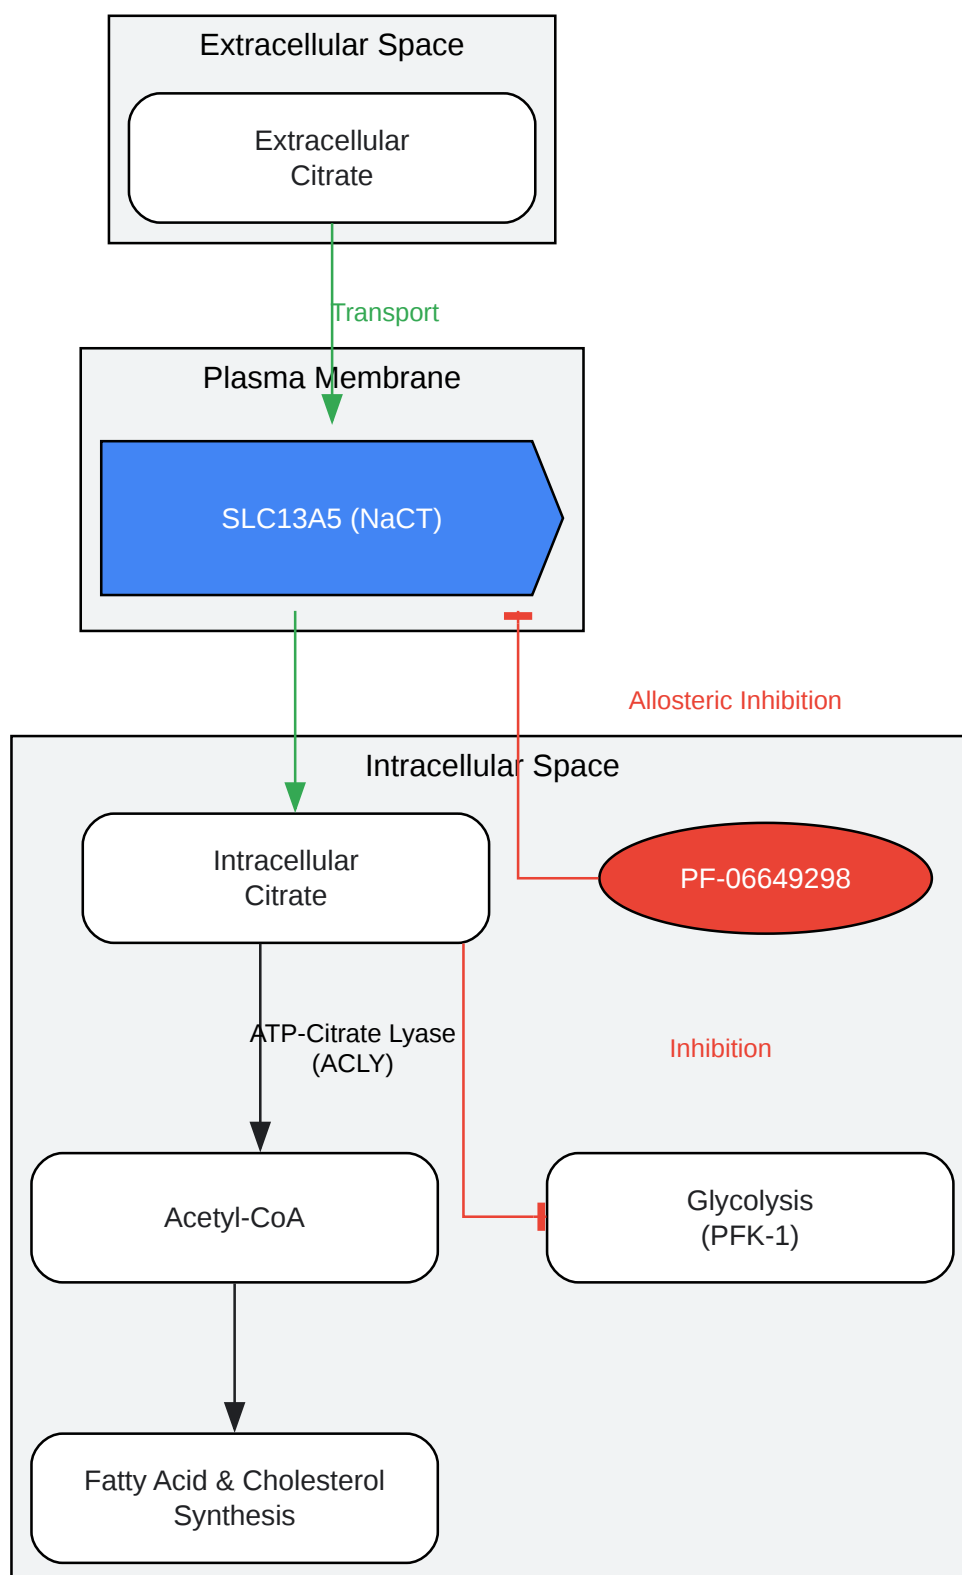 Extracellular Space
Extracellular
Citrate
Transport
Plasma Membrane
SLC13A5 (NaCT)
Allosteric Inhibition
Intracellular Space
Intracellular
Citrate
PF-06649298
ATP-Citrate Lyase
(ACLY)
Inhibition
Acetyl-CoA
Glycolysis
(PFK-1)
Fatty Acid & Cholesterol
Synthesis